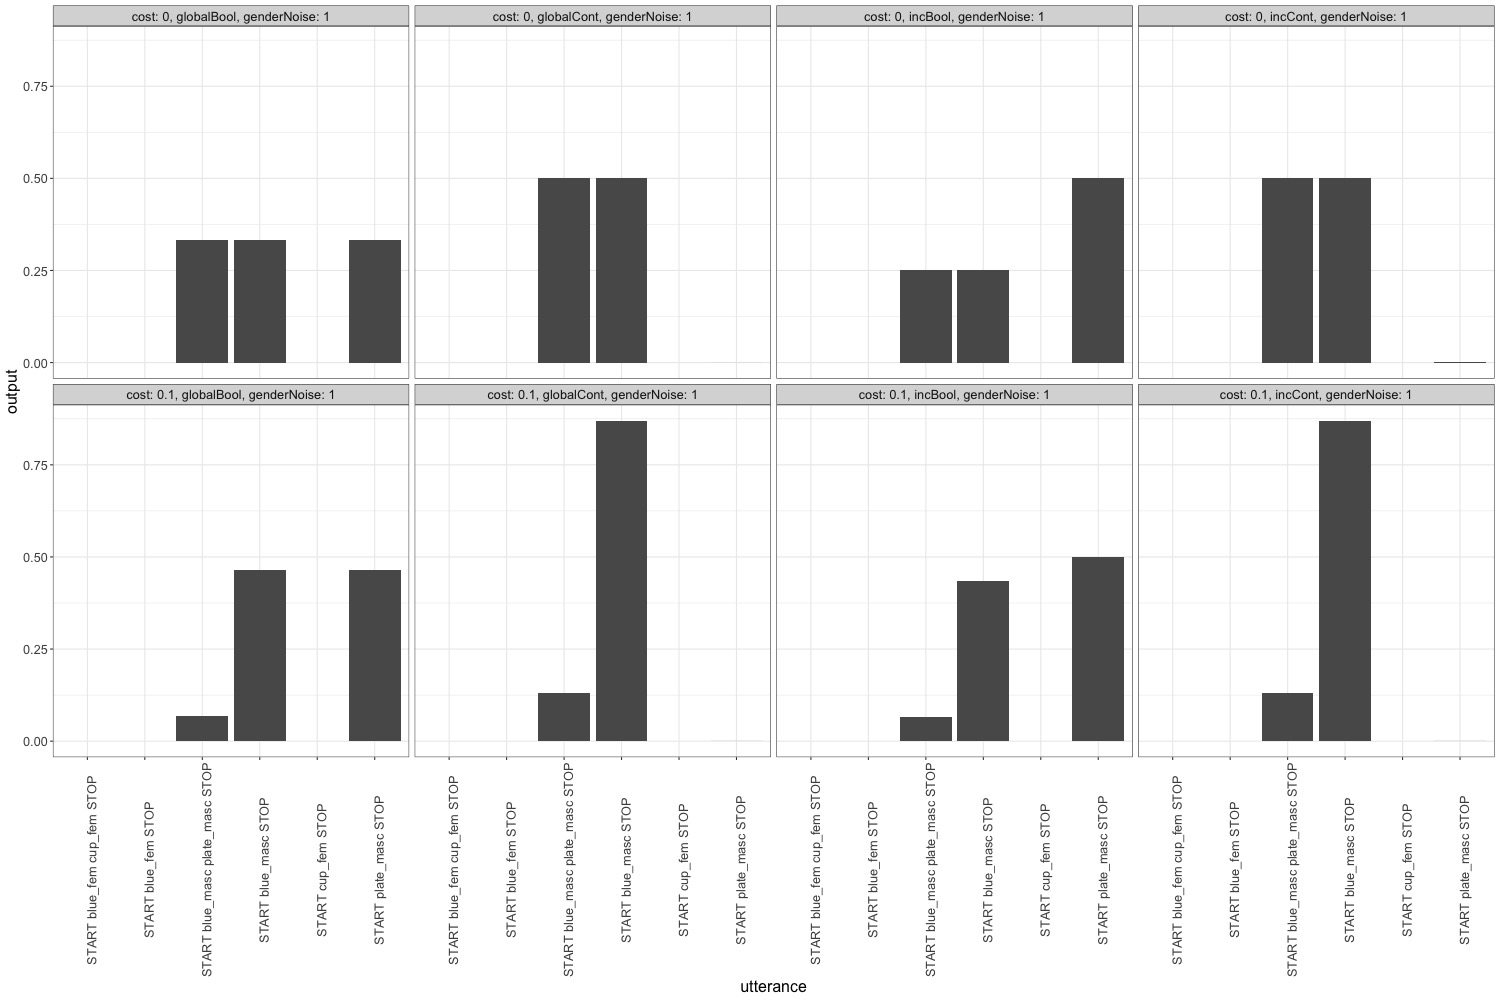 cost: 0, globalBool, genderNoise: 1
cost: 0, globalCont, genderNoise: 1
cost: 0, incBool, genderNoise: 1
cost: 0, incCont, genderNoise: 1
0.75
0.50
0.25
0.00
output
cost: 0.1, globalBool, genderNoise: 1
cost: 0.1, globalCont, genderNoise: 1
cost: 0.1, incBool, genderNoise: 1
cost: 0.1, incCont, genderNoise: 1
0.75
0.50
0.25
0.00
START blue_fem cup_fem STOP
START blue_fem STOP
START blue_masc plate_masc STOP
START blue_masc STOP
START cup_fem STOP
START plate_masc STOP
START blue_fem cup_fem STOP
START blue_fem STOP
START blue_masc plate_masc STOP
START blue_masc STOP
START cup_fem STOP
START plate_masc STOP
START blue_fem cup_fem STOP
START blue_fem STOP
START blue_masc plate_masc STOP
START blue_masc STOP
START cup_fem STOP
START plate_masc STOP
START blue_fem cup_fem STOP
START blue_fem STOP
START blue_masc plate_masc STOP
START blue_masc STOP
START cup_fem STOP
START plate_masc STOP
utterance